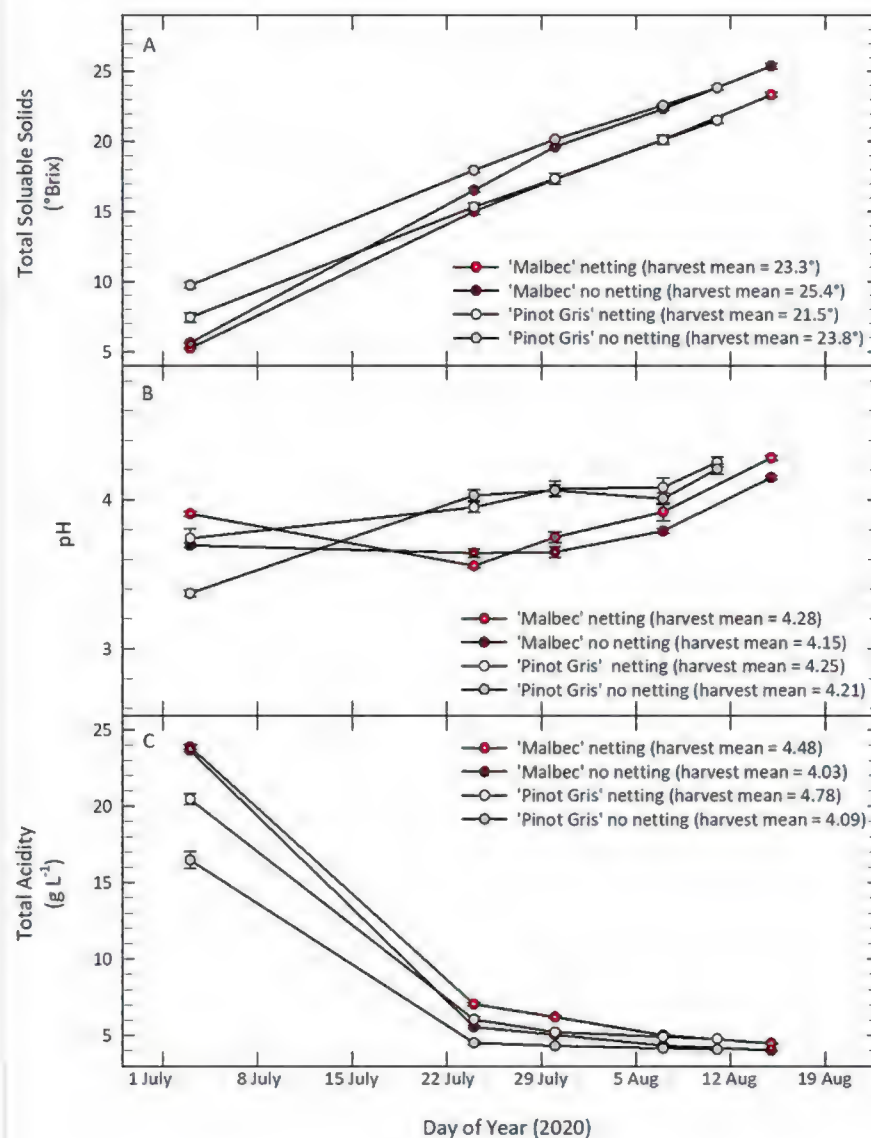 A
Total Soluable Solids
(°Brix)
25
20
15
10
5
'Malbec' netting (harvest mean = 23.3°)
'Malbec' no netting (harvest mean = 25.4°)
'Pinot Gris' netting (harvest mean = 21.5°)
'Pinot Gris' no netting (harvest mean = 23.8°)
B
pH
4
3
'Malbec' netting (harvest mean = 4.28)
'Malbec' no netting (harvest mean = 4.15)
'Pinot Gris' netting (harvest mean = 4.25)
'Pinot Gris' no netting (harvest mean = 4.21)
C
Total Acidity
(g L⁻¹)
25
20
15
10
5
'Malbec' netting (harvest mean = 4.48)
'Malbec' no netting (harvest mean = 4.03)
'Pinot Gris' netting (harvest mean = 4.78)
'Pinot Gris' no netting (harvest mean = 4.09)
1 July 8 July 15 July 22 July 29 July 5 Aug 12 Aug 19 Aug
Day of Year (2020)